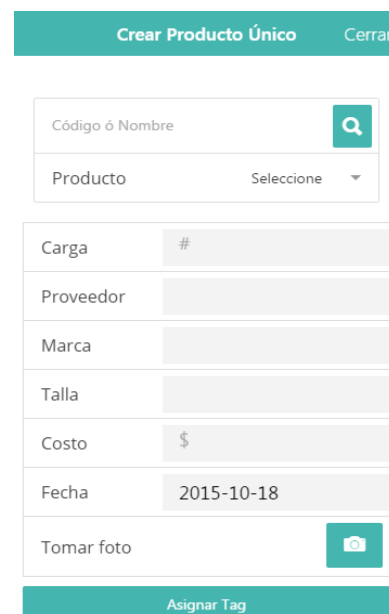 Crear Producto Único Cerrar
Código ó Nombre
Producto Seleccione
Carga #
Proveedor
Marca
Talla
Costo $
Fecha 2015-10-18
Tomar foto
Asignar Tag